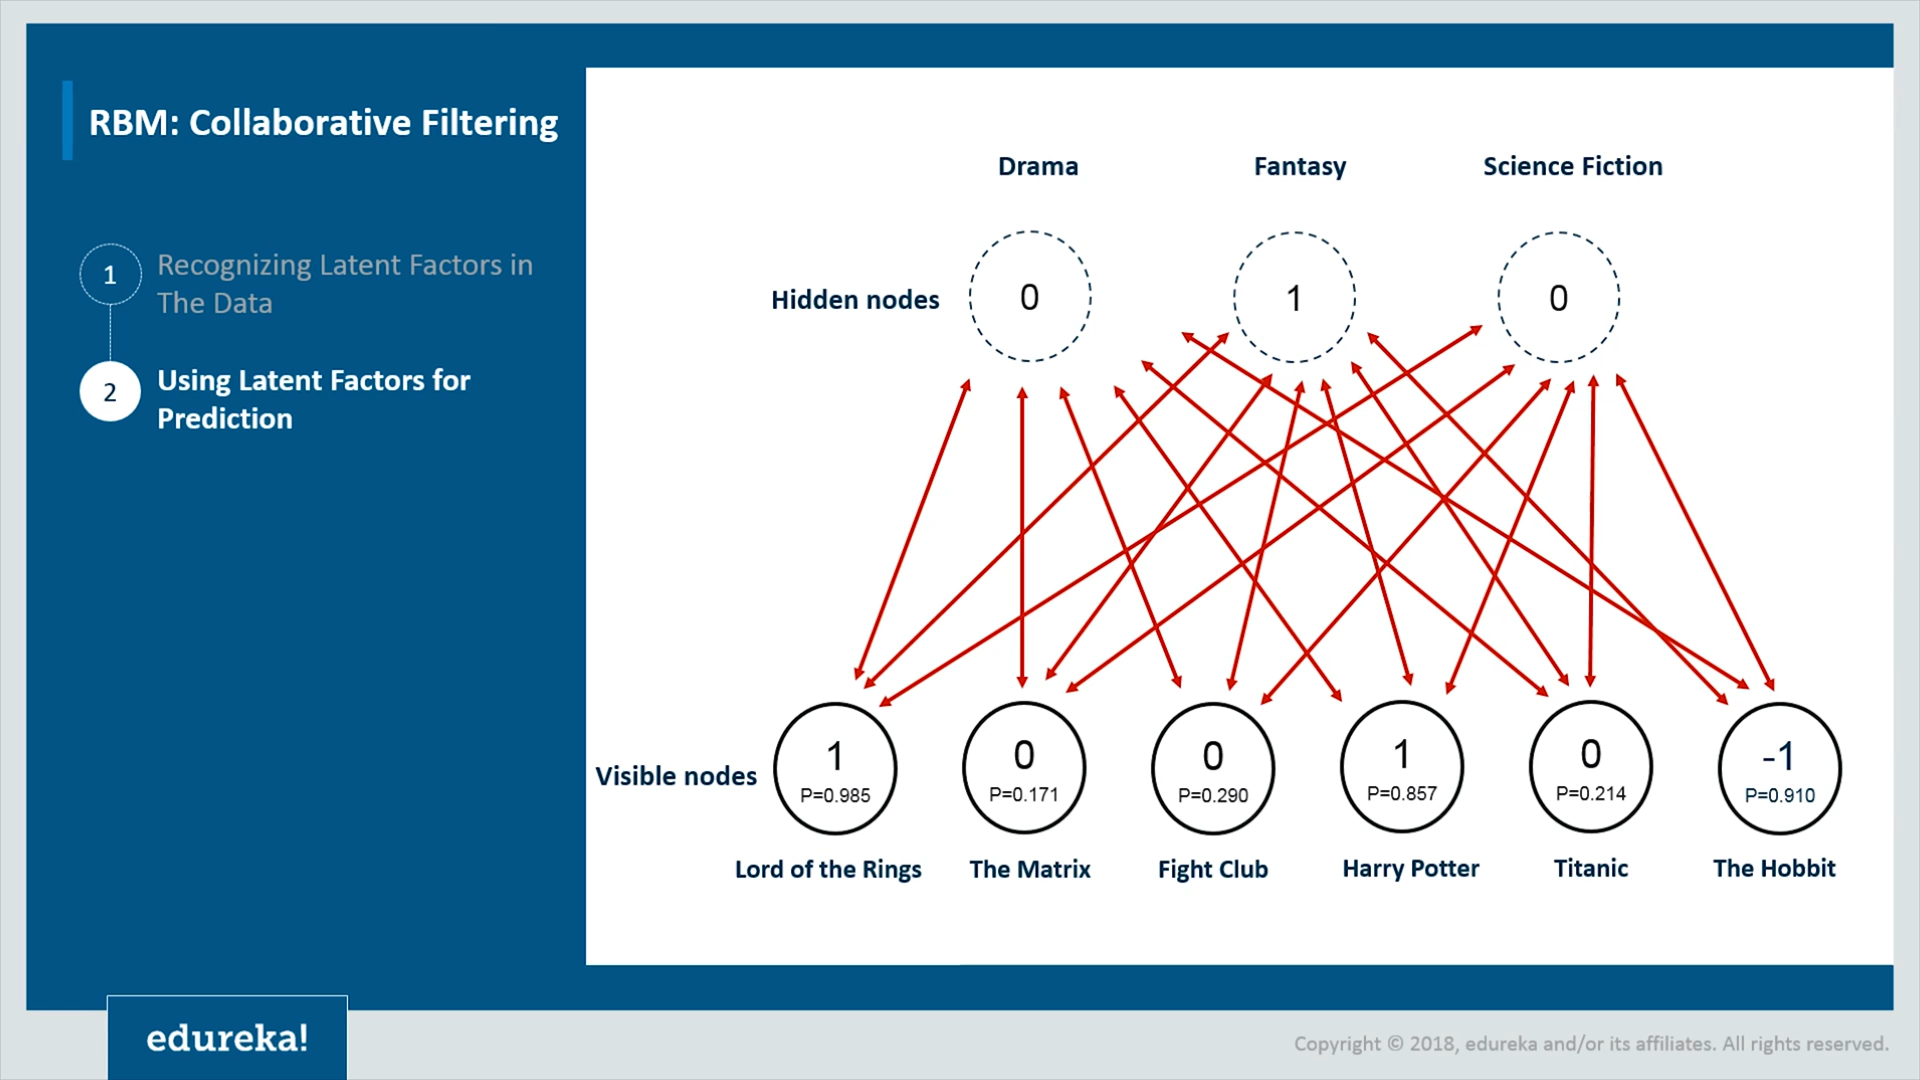 RBM: Collaborative Filtering
1
Recognizing Latent Factors in
The Data
2
Using Latent Factors for
Prediction
Drama
Fantasy
Science Fiction
Hidden nodes
0
1
0
Visible nodes
1
P=0.985
0
P=0.171
0
P=0.290
1
P=0.857
0
P=0.214
-1
P=0.910
Lord of the Rings
The Matrix
Fight Club
Harry Potter
Titanic
The Hobbit
edureka!
Copyright © 2018, edureka and/or its affiliates. All rights reserved.